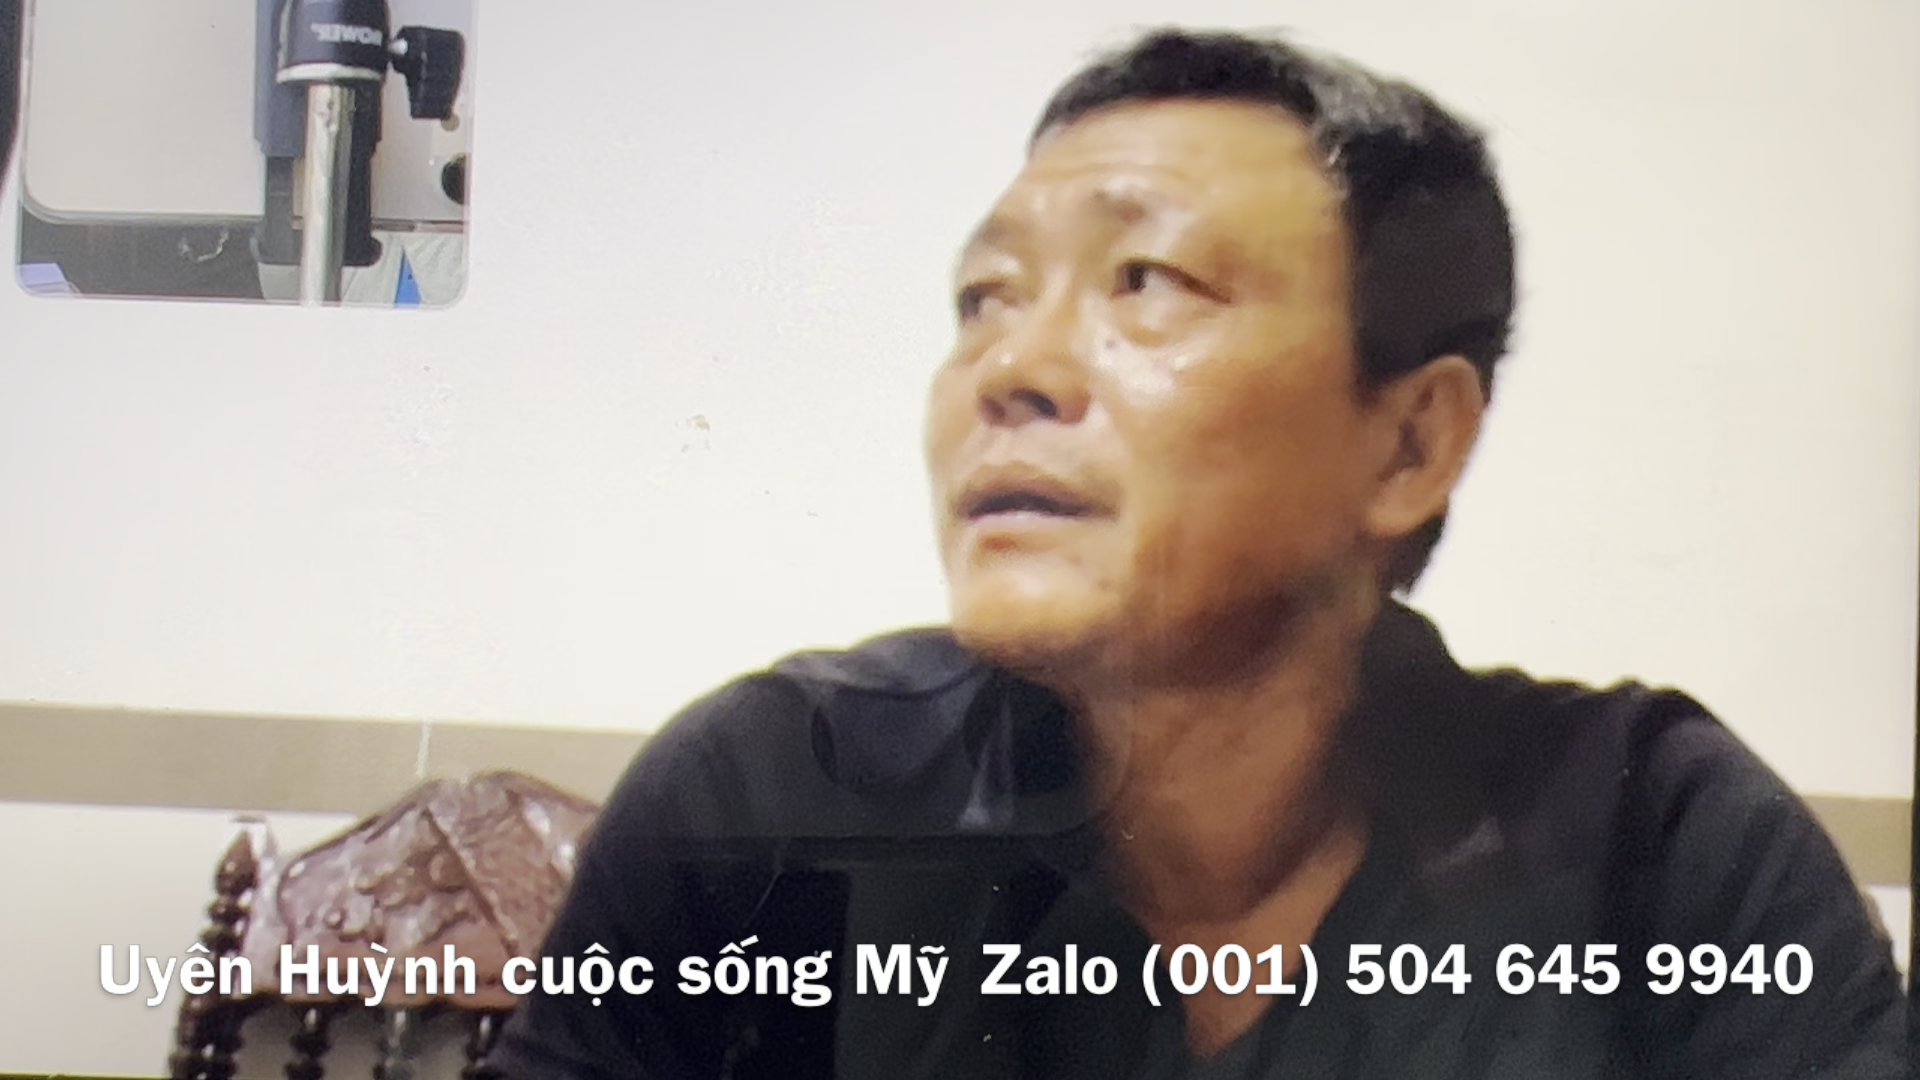 Uyên Huỳnh cuộc sống Mỹ Zalo (001) 504 645 9940